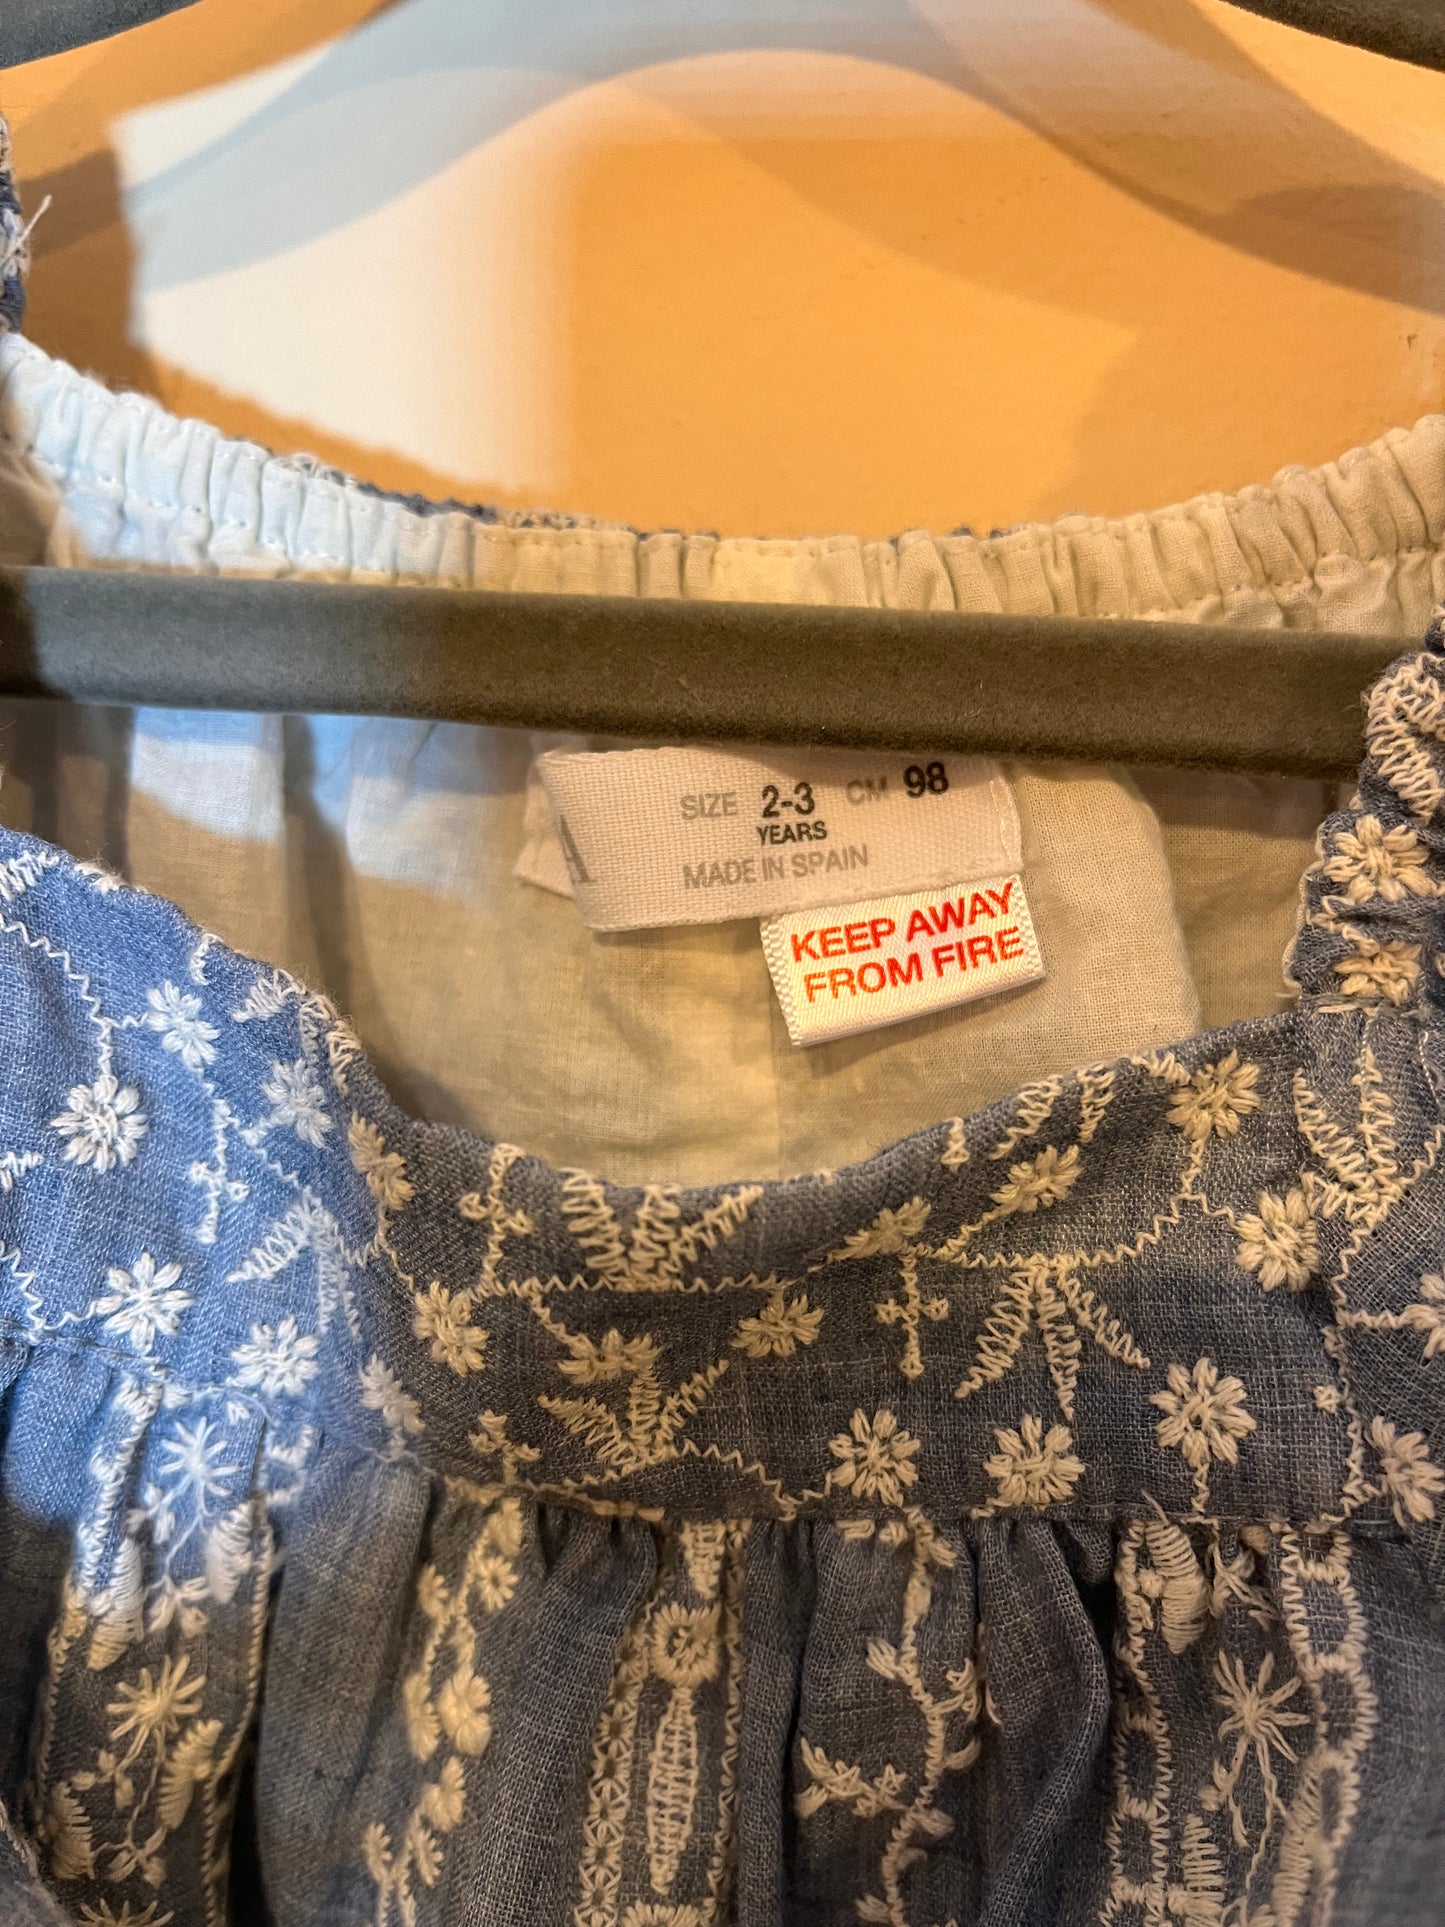 SIZE 2-3 CM 98
YEARS
MADE IN SPAIN
KEEP AWAY
FROM FIRE